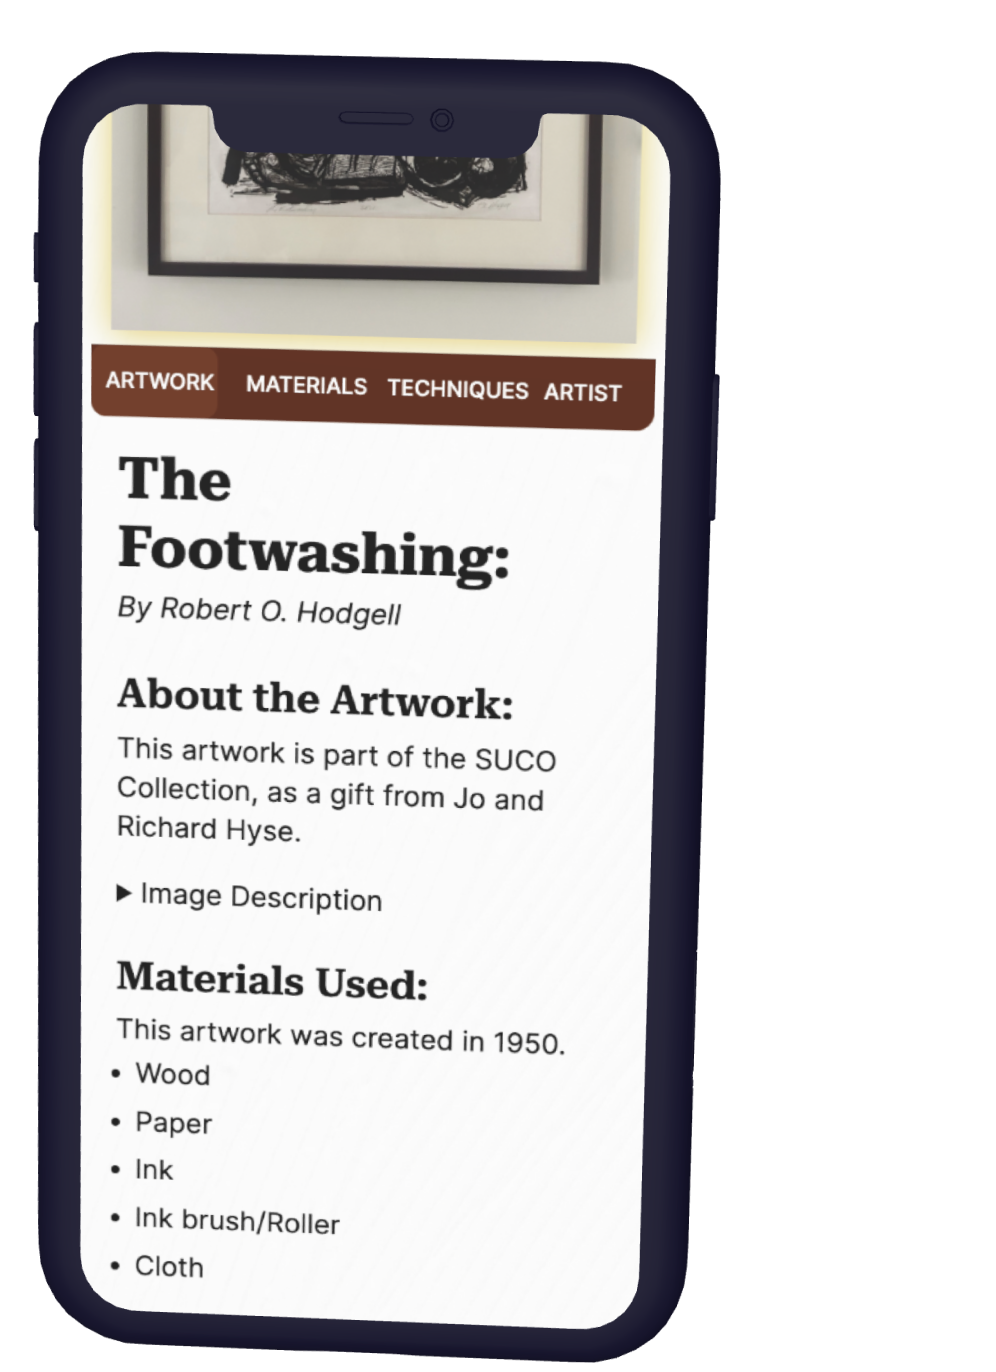 ARTWORK MATERIALS TECHNIQUES ARTIST
The
Footwashing:
By Robert O. Hodgell
About the Artwork:
This artwork is part of the SUCO
Collection, as a gift from Jo and
Richard Hyse.
▶ Image Description
Materials Used:
This artwork was created in 1950.
• Wood
• Paper
• Ink
• Ink brush/Roller
• Cloth